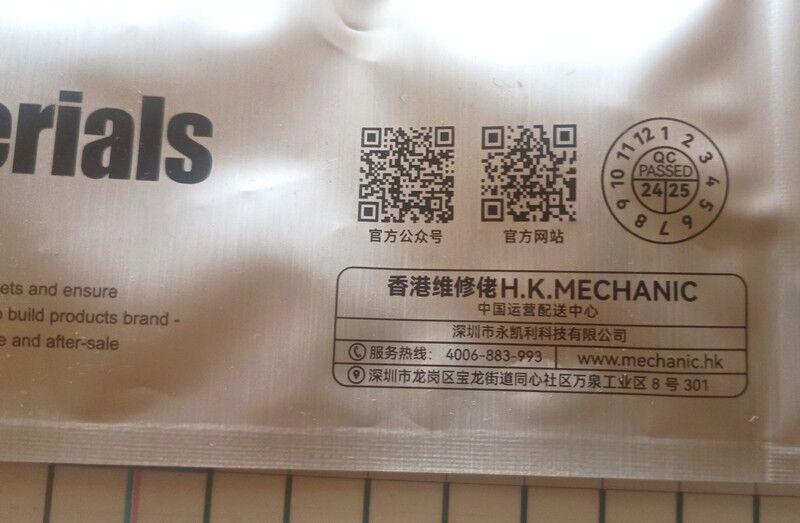 erials
ets and ensure
build products brand -
and after-sale
官方公众号
官方网站
1 2 3 4 5 6 7 8 9 10 11 12
QC
PASSED
24 25
香港维修佬H.K.MECHANIC
中国运营配送中心
深圳市永凯利科技有限公司
服务热线: 4006-883-993 www.mechanic.hk
深圳市龙岗区宝龙街道同心社区万泉工业区 8 号 301